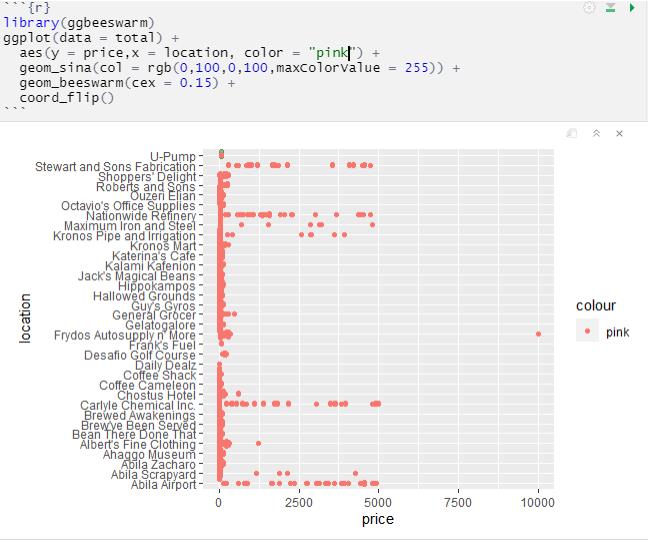 ```{r}
library(ggbeeswarm)
ggplot(data = total) +
aes(y = price,x = location, color = "pink") +
geom_sina(col = rgb(0,100,0,100,maxColorValue = 255)) +
geom_beeswarm(cex = 0.15) +
coord_flip()
```
U-Pump
Stewart and Sons Fabrication
Shoppers' Delight
Roberts and Sons
Ouzeri Elian
Octavio's Office Supplies
Nationwide Refinery
Maximum Iron and Steel
Kronos Pipe and Irrigation
Kronos Mart
Katerina's Cafe
Kalami Kafenion
Jack's Magical Beans
Hippokampos
Hallowed Grounds
Guy's Gyros
General Grocer
Gelatogalore
Frydos Autosupply n' More
Frank's Fuel
Desafio Golf Course
Daily Dealz
Coffee Shack
Coffee Cameleon
Chostus Hotel
Carlyle Chemical Inc.
Brewed Awakenings
Brew've Been Served
Bean There Done That
Albert's Fine Clothing
Ahaggo Museum
Abila Zacharo
Abila Scrapyard
Abila Airport
location
0 2500 5000 7500 10000
price
colour
pink